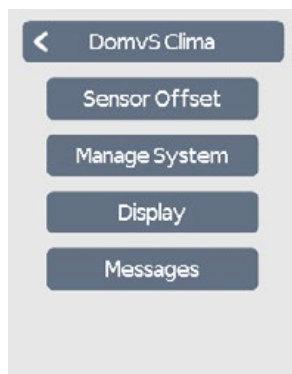 DomvS Clima
Sensor Offset
Manage System
Display
Messages